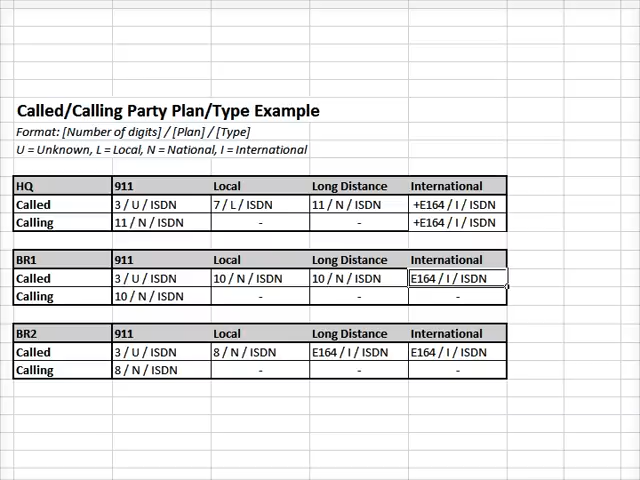 Called/Calling Party Plan/Type Example
Format: [Number of digits] / [Plan] / [Type]
U = Unknown, L = Local, N = National, I = International
HQ 911 Local Long Distance International
Called 3 / U / ISDN 7 / L / ISDN 11 / N / ISDN +E164 / I / ISDN
Calling 11 / N / ISDN - - +E164 / I / ISDN
BR1 911 Local Long Distance International
Called 3 / U / ISDN 10 / N / ISDN 10 / N / ISDN E164 / I / ISDN
Calling 10 / N / ISDN - - -
BR2 911 Local Long Distance International
Called 3 / U / ISDN 8 / N / ISDN E164 / I / ISDN E164 / I / ISDN
Calling 8 / N / ISDN - - -